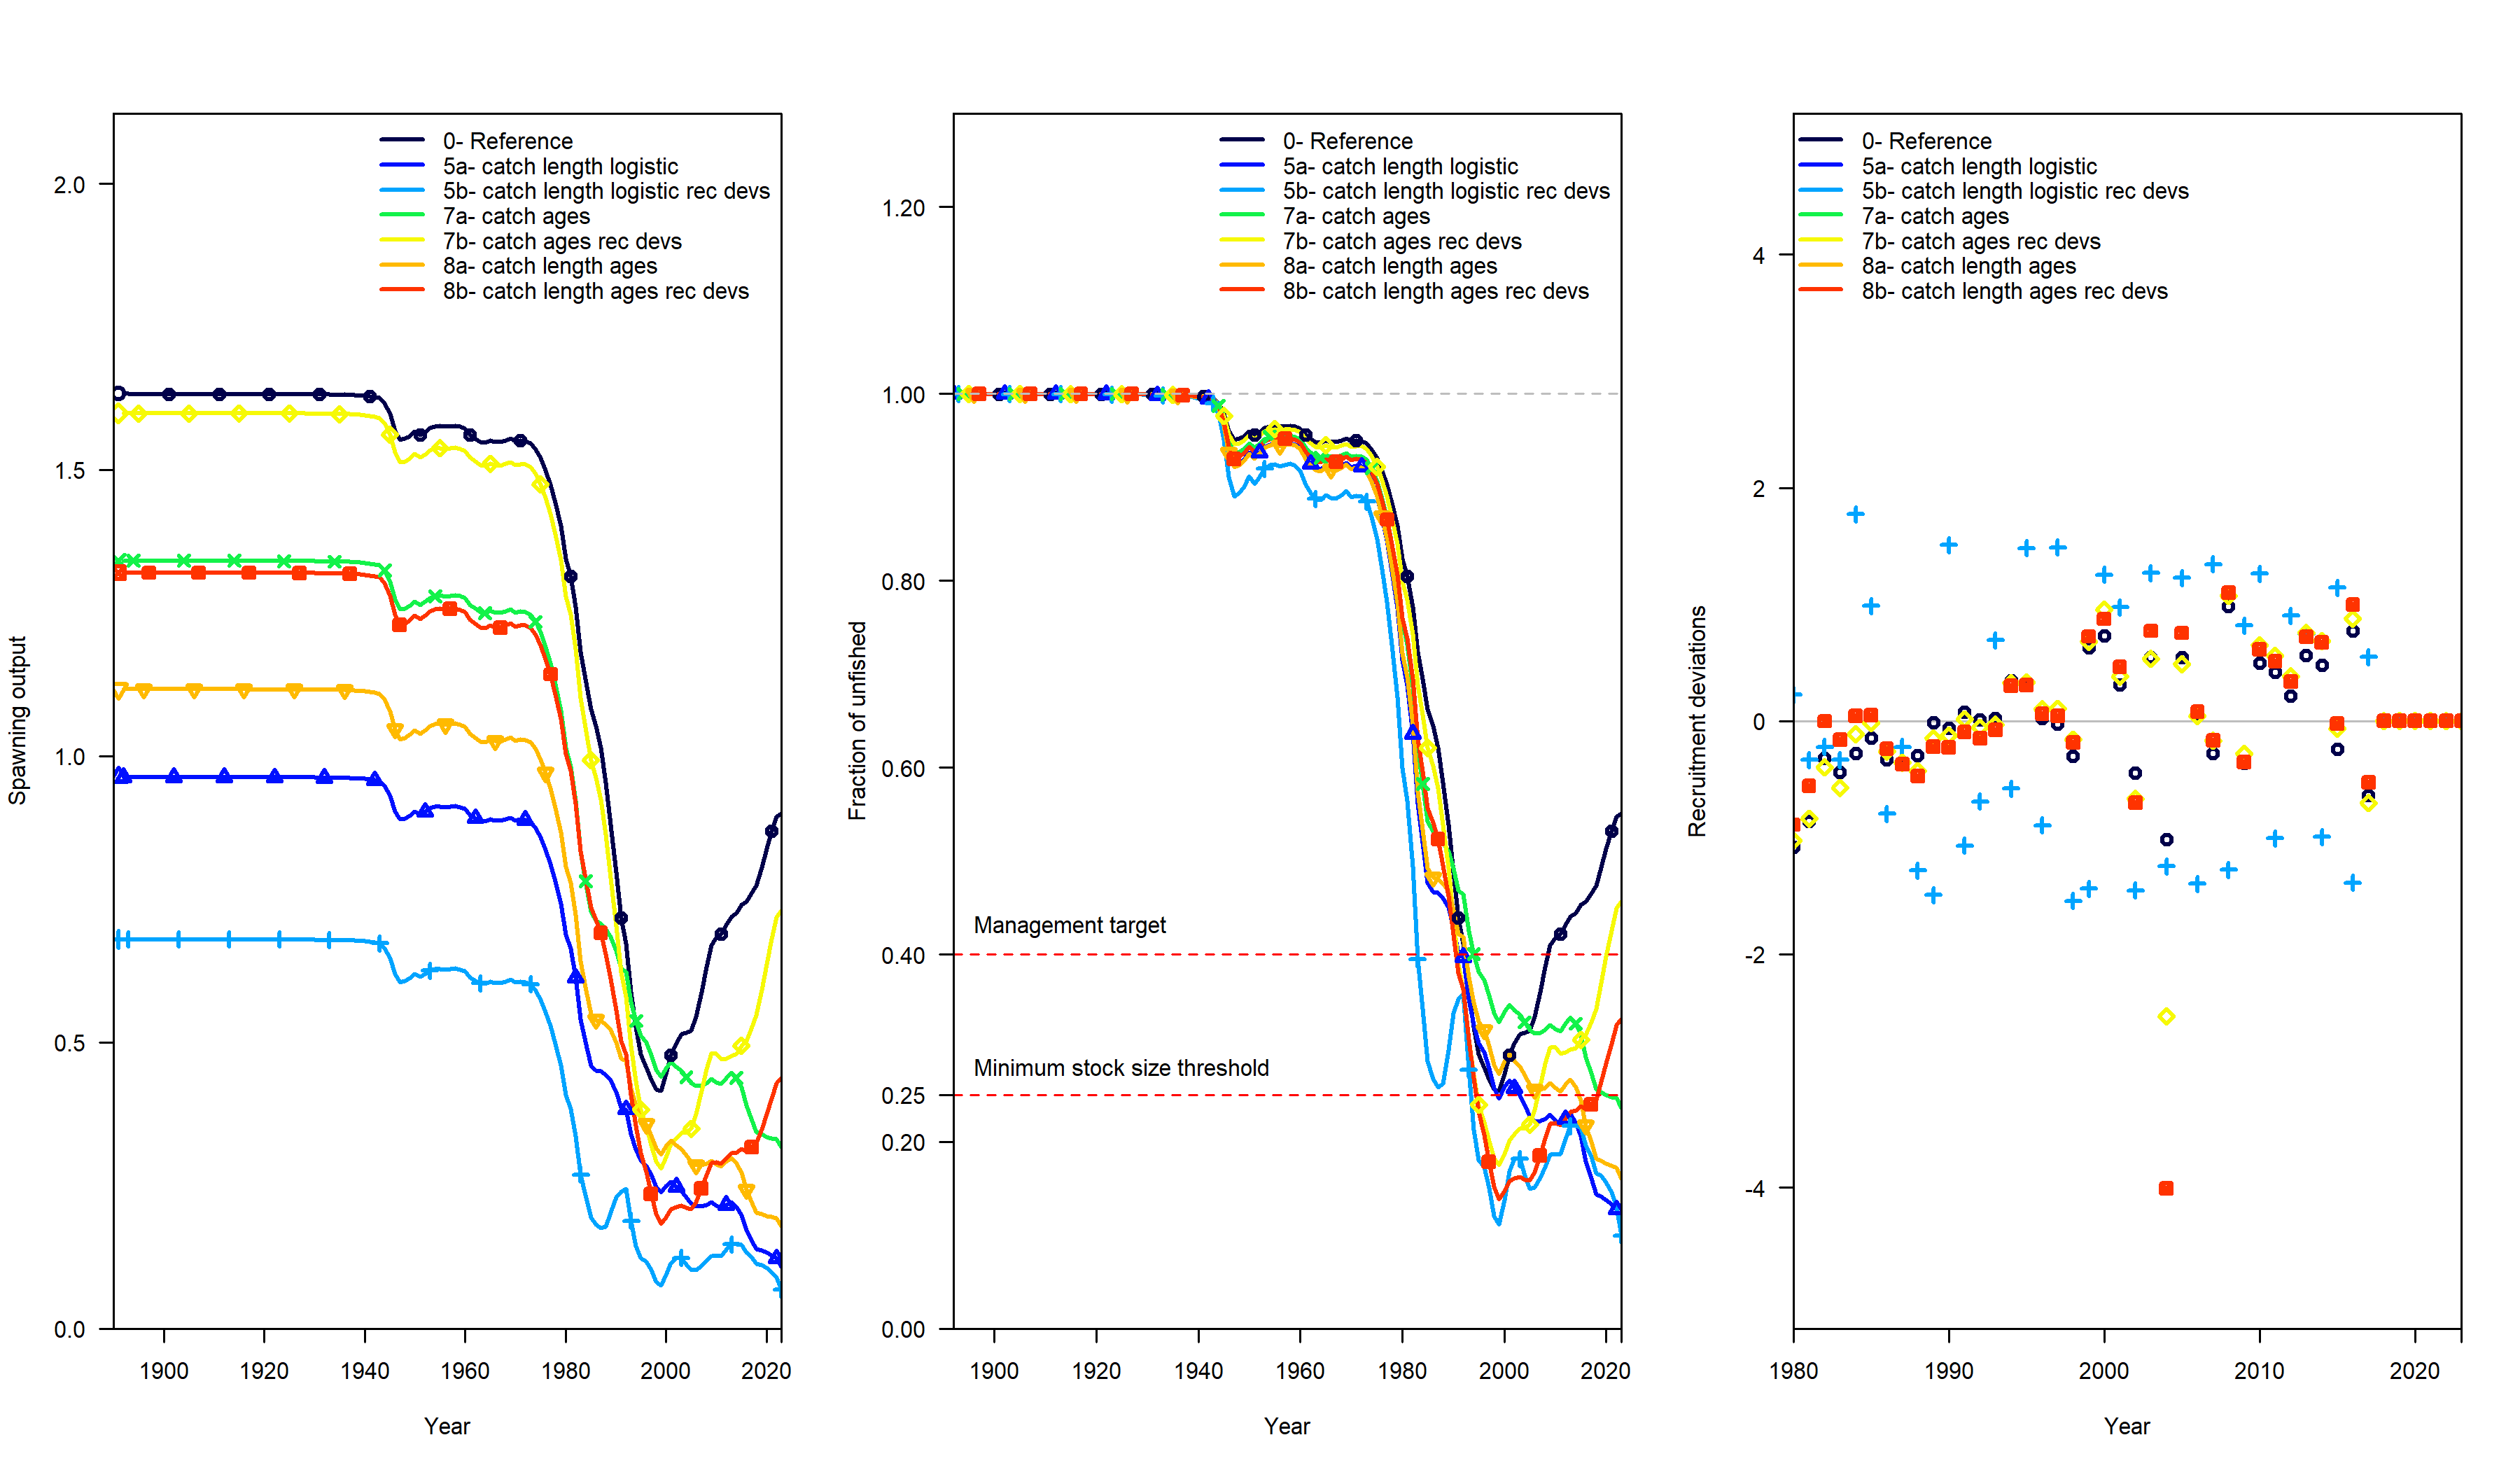 0- Reference
5a- catch length logistic
5b- catch length logistic rec devs
7a- catch ages
7b- catch ages rec devs
8a- catch length ages
8b- catch length ages rec devs
2.0
1.5
1.0
0.5
0.0
Spawning output
1900 1920 1940 1960 1980 2000 2020
Year
0- Reference
5a- catch length logistic
5b- catch length logistic rec devs
7a- catch ages
7b- catch ages rec devs
8a- catch length ages
8b- catch length ages rec devs
1.20
1.00
0.80
0.60
0.40
0.25
0.20
0.00
Fraction of unfished
Management target
Minimum stock size threshold
1900 1920 1940 1960 1980 2000 2020
Year
0- Reference
5a- catch length logistic
5b- catch length logistic rec devs
7a- catch ages
7b- catch ages rec devs
8a- catch length ages
8b- catch length ages rec devs
4
2
0
-2
-4
Recruitment deviations
1980 1990 2000 2010 2020
Year